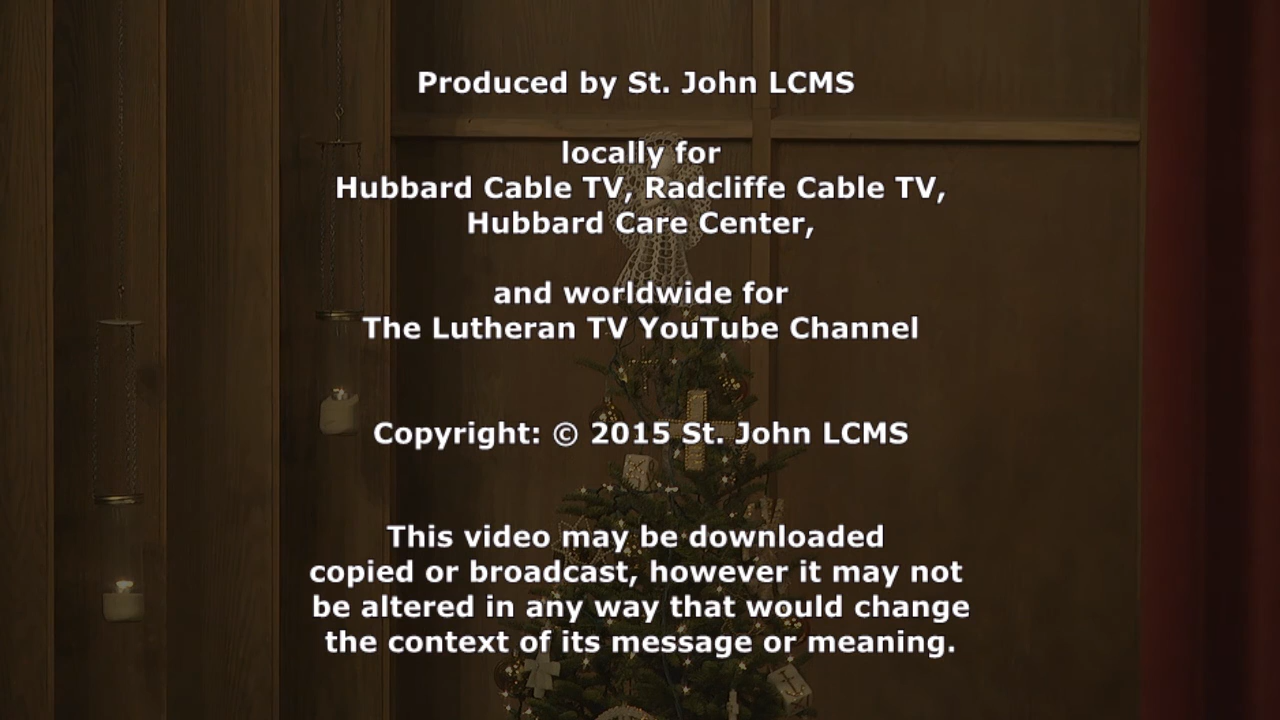 Produced by St. John LCMS
locally for
Hubbard Cable TV, Radcliffe Cable TV,
Hubbard Care Center,
and worldwide for
The Lutheran TV YouTube Channel
Copyright: © 2015 St. John LCMS
This video may be downloaded
copied or broadcast, however it may not
be altered in any way that would change
the context of its message or meaning.